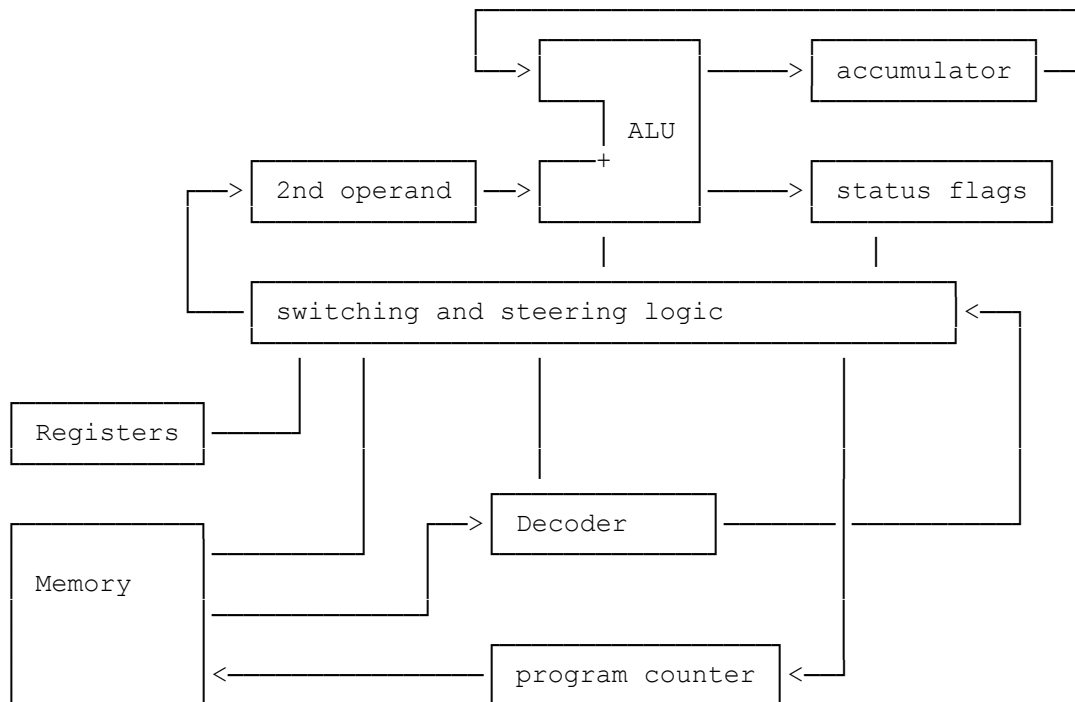 accumulator
ALU
2nd operand
status flags
switching and steering logic
Registers
Decoder
Memory
program counter